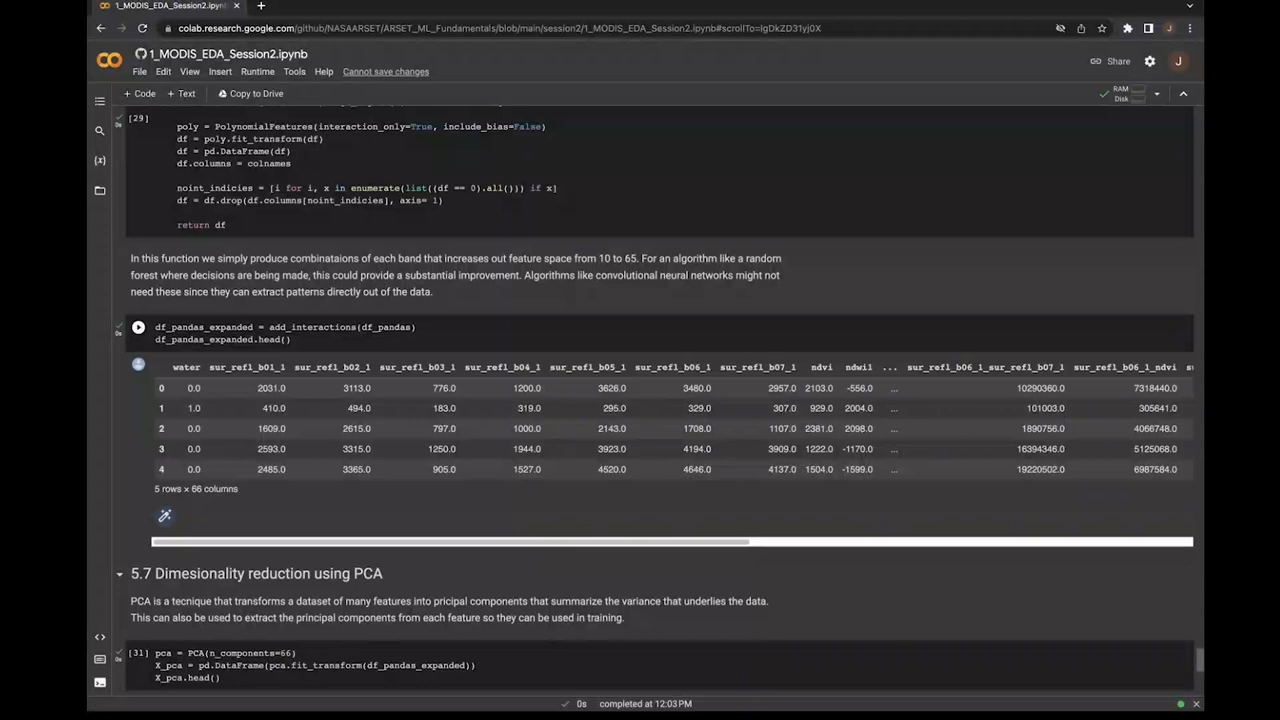 1_MODIS_EDA_Session2.ipynb
colab.research.google.com/github/NASAARSET/ARSET_ML_Fundamentals/blob/main/session2/1_MODIS_EDA_Session2.ipynb#scrollTo=lgDkZD31yj0X
J
1_MODIS_EDA_Session2.ipynb
Share
J
File Edit View Insert Runtime Tools Help Cannot save changes
+ Code + Text Copy to Drive
RAM
Disk
[29]
0s
poly = PolynomialFeatures(interaction_only=True, include_bias=False)
df = poly.fit_transform(df)
df = pd.DataFrame(df)
df.columns = colnames
noint_indicies = [i for i, x in enumerate(list((df == 0).all())) if x]
df = df.drop(df.columns[noint_indicies], axis= 1)
return df
In this function we simply produce combinataions of each band that increases out feature space from 10 to 65. For an algorithm like a random
forest where decisions are being made, this could provide a substantial improvement. Algorithms like convolutional neural networks might not
need these since they can extract patterns directly out of the data.
0s
df_pandas_expanded = add_interactions(df_pandas)
df_pandas_expanded.head()
water sur_refl_b01_1 sur_refl_b02_1 sur_refl_b03_1 sur_refl_b04_1 sur_refl_b05_1 sur_refl_b06_1 sur_refl_b07_1 ndvi ndwi1 ... sur_refl_b06_1_sur_refl_b07_1 sur_refl_b06_1_ndvi
0 0.0 2031.0 3113.0 776.0 1200.0 3626.0 3480.0 2957.0 2103.0 -556.0 ... 10290360.0 7318440.0
1 1.0 410.0 494.0 183.0 319.0 295.0 329.0 307.0 929.0 2004.0 ... 101003.0 305641.0
2 0.0 1609.0 2615.0 797.0 1000.0 2143.0 1708.0 1107.0 2381.0 2098.0 ... 1890756.0 4066748.0
3 0.0 2593.0 3315.0 1250.0 1944.0 3923.0 4194.0 3909.0 1222.0 -1170.0 ... 16394346.0 5125068.0
4 0.0 2485.0 3365.0 905.0 1527.0 4520.0 4646.0 4137.0 1504.0 -1599.0 ... 19220502.0 6987584.0
5 rows × 66 columns
5.7 Dimesionality reduction using PCA
PCA is a tecnique that transforms a dataset of many features into pricipal components that summarize the variance that underlies the data.
This can also be used to extract the principal components from each feature so they can be used in training.
[31] pca = PCA(n_components=66)
0s
X_pca = pd.DataFrame(pca.fit_transform(df_pandas_expanded))
X_pca.head()
0s completed at 12:03 PM